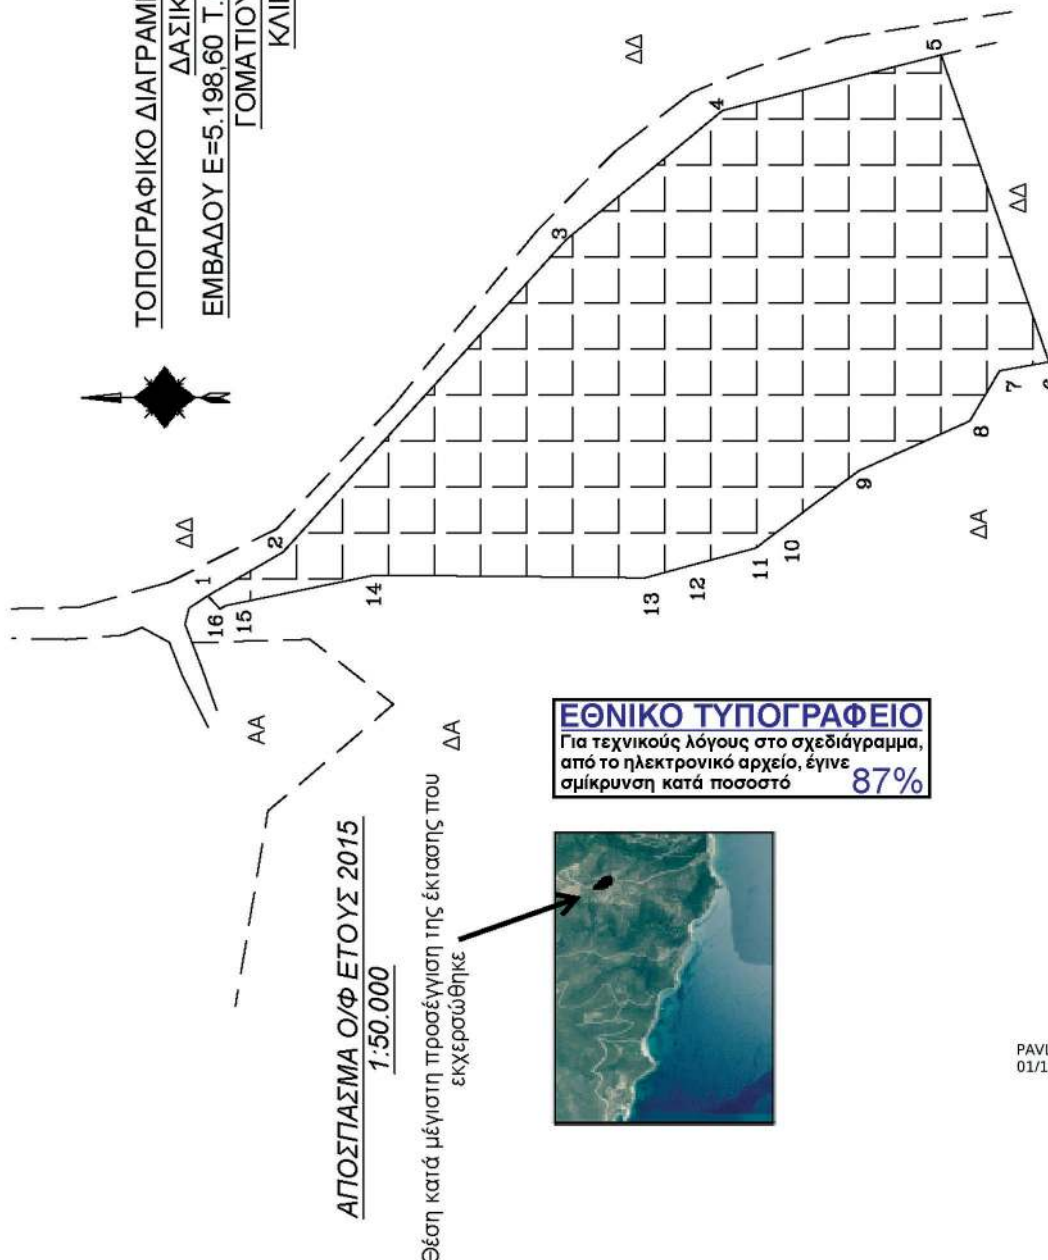 ΤΟΠΟΓΡΑΦΙΚΟ
ΔΑΣΙΚ
ΕΜΒΑΔΟΥ Ε=5.198,60 Τ.
ΓΟΜΑΤΙΟΥ
ΚΛΙ
ΔΔ
ΔΔ
ΔΔ
ΔΑ
ΑΑ
ΔΑ
1
2
3
4
5
7
8
9
10
11
12
13
14
15
16
ΑΠΟΣΠΑΣΜΑ Ο/Φ ΕΤΟΥΣ 2015
1:50.000
Θέση κατά μέγιστη προσέγγιση της έκτασης που
εκχερσώθηκε
ΕΘΝΙΚΟ ΤΥΠΟΓΡΑΦΕΙΟ
Για τεχνικούς λόγους στο σχεδιάγραμμα,
από το ηλεκτρονικό αρχείο, έγινε
σμίκρυνση κατά ποσοστό 87%
PAVL
01/1